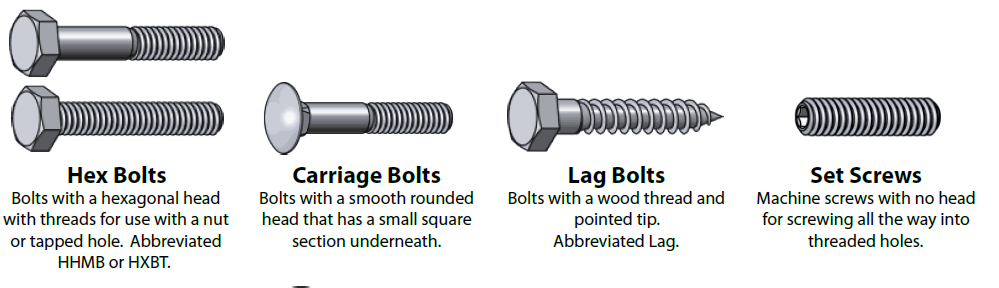 Hex Bolts
Bolts with a hexagonal head
with threads for use with a nut
or tapped hole.  Abbreviated
HHMB or HXBT.
Carriage Bolts
Bolts with a smooth rounded
head that has a small square
section underneath.
Lag Bolts
Bolts with a wood thread and
pointed tip.
Abbreviated Lag.
Set Screws
Machine screws with no head
for screwing all the way into
threaded holes.